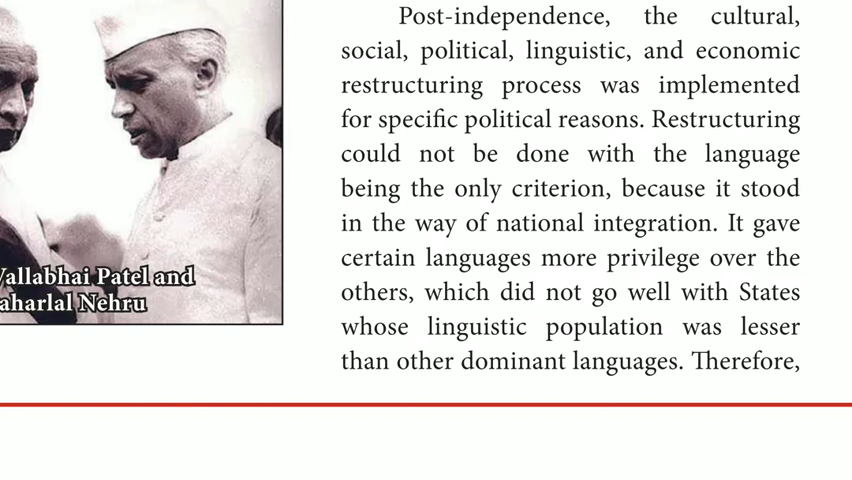 Vallabhai Patel and
aharlal Nehru
Post-independence, the cultural,
social, political, linguistic, and economic
restructuring process was implemented
for specific political reasons. Restructuring
could not be done with the language
being the only criterion, because it stood
in the way of national integration. It gave
certain languages more privilege over the
others, which did not go well with States
whose linguistic population was lesser
than other dominant languages. Therefore,